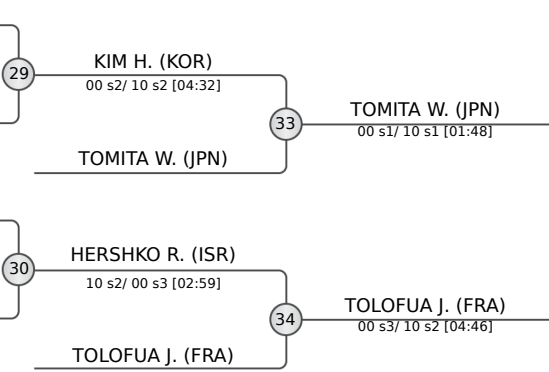 KIM H. (KOR)
29
00 s2/ 10 s2 [04:32]
TOMITA W. (JPN)
33
00 s1/ 10 s1 [01:48]
TOMITA W. (JPN)
HERSHKO R. (ISR)
30
10 s2/ 00 s3 [02:59]
TOLOFUA J. (FRA)
34
00 s3/ 10 s2 [04:46]
TOLOFUA J. (FRA)